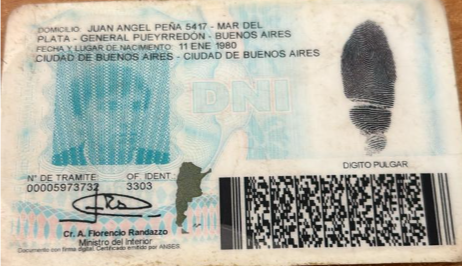 DOMICILIO: JUAN ANGEL PEÑA 5417 - MAR DEL
PLATA - GENERAL PUEYRREDÓN - BUENOS AIRES
FECHA Y LUGAR DE NACIMIENTO: 11 ENE 1980
CIUDAD DE BUENOS AIRES - CIUDAD DE BUENOS AIRES
DNI
DIGITO PULGAR
N° DE TRAMITE OF. IDENT.
00005973732 3303
Cr. A. Florencio Randazzo
Ministro del Interior
Documento con firma digital. Certificado emitido por ANSES